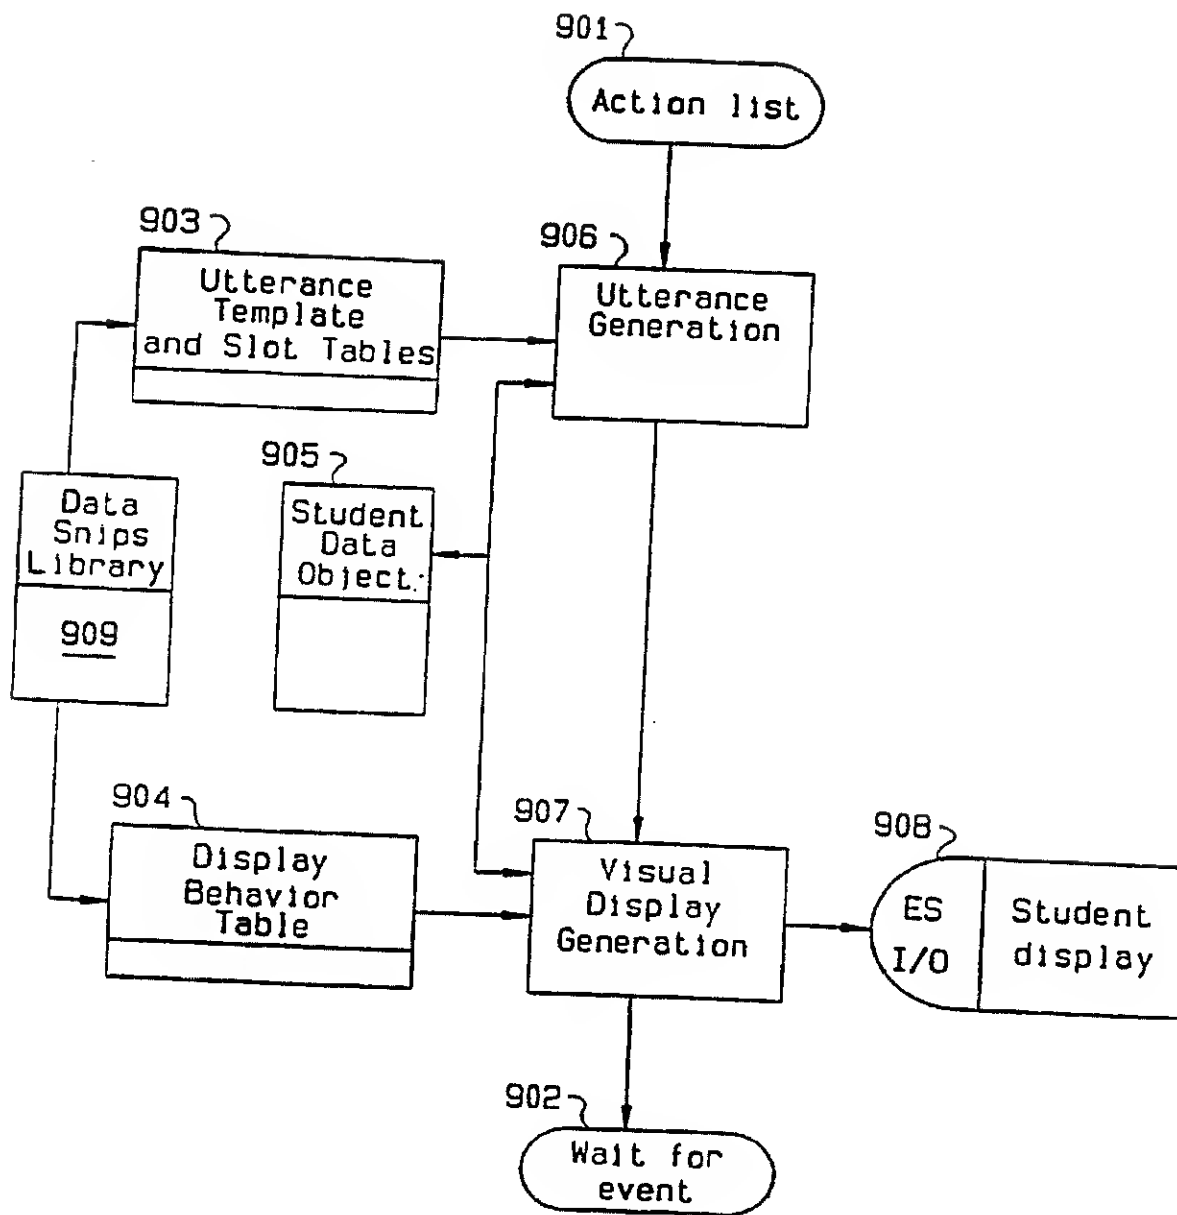 901
Action list
903
Utterance
Template
and Slot Tables
906
Utterance
Generation
905
Student
Data
Object
Data
Snips
Library
909
904
Display
Behavior
Table
907
Visual
Display
Generation
908
ES
I/O
Student
display
902
Wait for
event